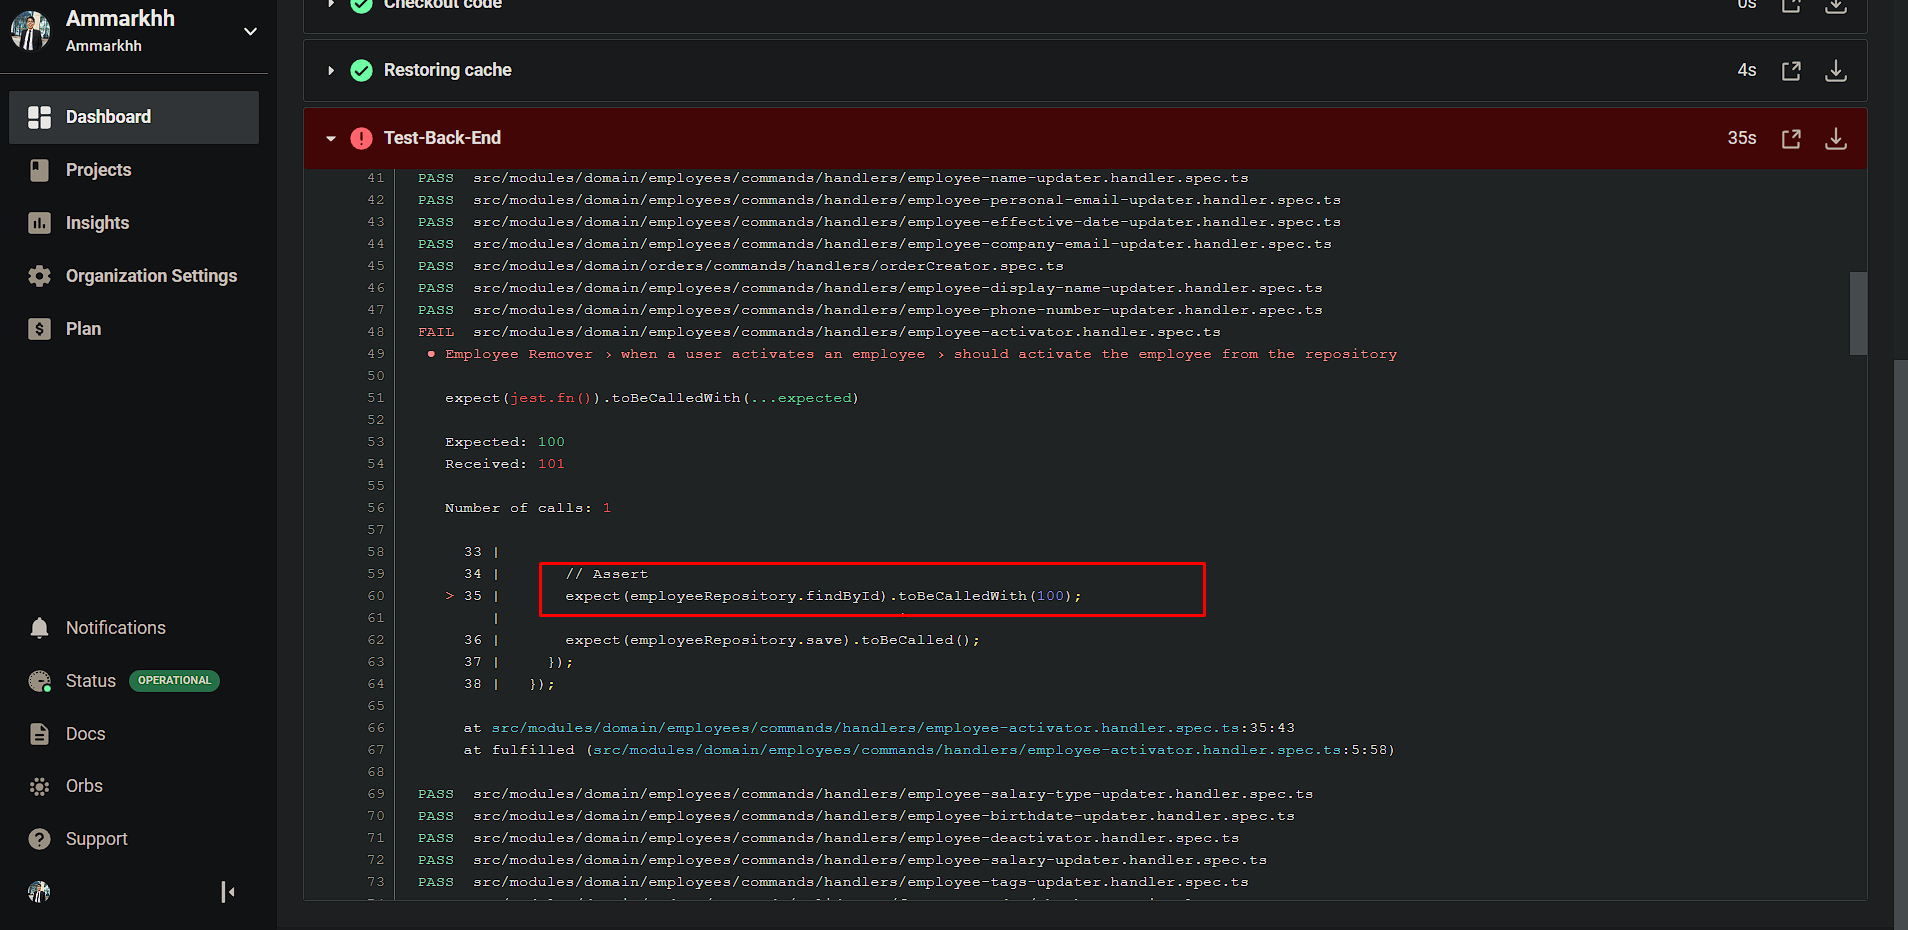 Ammarkhh
Ammarkhh
Dashboard
Projects
Insights
Organization Settings
Plan
Notifications
Status OPERATIONAL
Docs
Orbs
Support
Checkout code 0s
Restoring cache 4s
Test-Back-End 35s
41 PASS src/modules/domain/employees/commands/handlers/employee-name-updater.handler.spec.ts
42 PASS src/modules/domain/employees/commands/handlers/employee-personal-email-updater.handler.spec.ts
43 PASS src/modules/domain/employees/commands/handlers/employee-effective-date-updater.handler.spec.ts
44 PASS src/modules/domain/employees/commands/handlers/employee-company-email-updater.handler.spec.ts
45 PASS src/modules/domain/orders/commands/handlers/orderCreator.spec.ts
46 PASS src/modules/domain/employees/commands/handlers/employee-display-name-updater.handler.spec.ts
47 PASS src/modules/domain/employees/commands/handlers/employee-phone-number-updater.handler.spec.ts
48 FAIL src/modules/domain/employees/commands/handlers/employee-activator.handler.spec.ts
49 ● Employee Remover › when a user activates an employee › should activate the employee from the repository
50
51 expect(jest.fn()).toBeCalledWith(...expected)
52
53 Expected: 100
54 Received: 101
55
56 Number of calls: 1
57
58 33 |
59 34 | // Assert
60 > 35 | expect(employeeRepository.findById).toBeCalledWith(100);
61 |
62 36 | expect(employeeRepository.save).toBeCalled();
63 37 | });
64 38 | });
65
66 at src/modules/domain/employees/commands/handlers/employee-activator.handler.spec.ts:35:43
67 at fulfilled (src/modules/domain/employees/commands/handlers/employee-activator.handler.spec.ts:5:58)
68
69 PASS src/modules/domain/employees/commands/handlers/employee-salary-type-updater.handler.spec.ts
70 PASS src/modules/domain/employees/commands/handlers/employee-birthdate-updater.handler.spec.ts
71 PASS src/modules/domain/employees/commands/handlers/employee-deactivator.handler.spec.ts
72 PASS src/modules/domain/employees/commands/handlers/employee-salary-updater.handler.spec.ts
73 PASS src/modules/domain/employees/commands/handlers/employee-tags-updater.handler.spec.ts